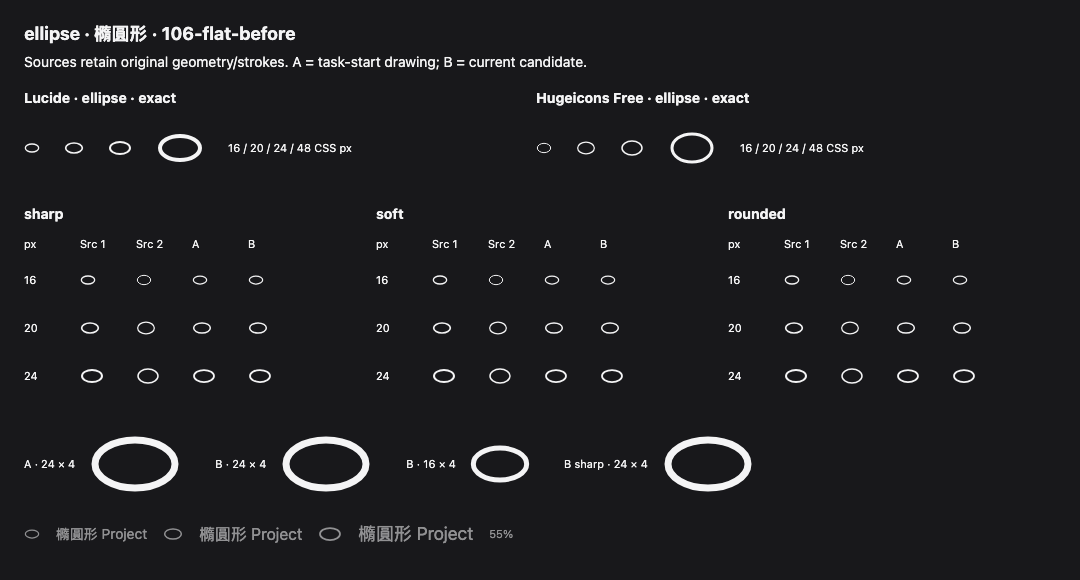 ellipse · 橢圓形 · 106-flat-before
Sources retain original geometry/strokes. A = task-start drawing; B = current candidate.
Lucide · ellipse · exact
Hugeicons Free · ellipse · exact
16 / 20 / 24 / 48 CSS px
16 / 20 / 24 / 48 CSS px
sharp
soft
rounded
px Src 1 Src 2 A B
px Src 1 Src 2 A B
px Src 1 Src 2 A B
16
16
16
20
20
20
24
24
24
A · 24 × 4
B · 24 × 4
B · 16 × 4
B sharp · 24 × 4
橢圓形 Project
橢圓形 Project
橢圓形 Project
55%